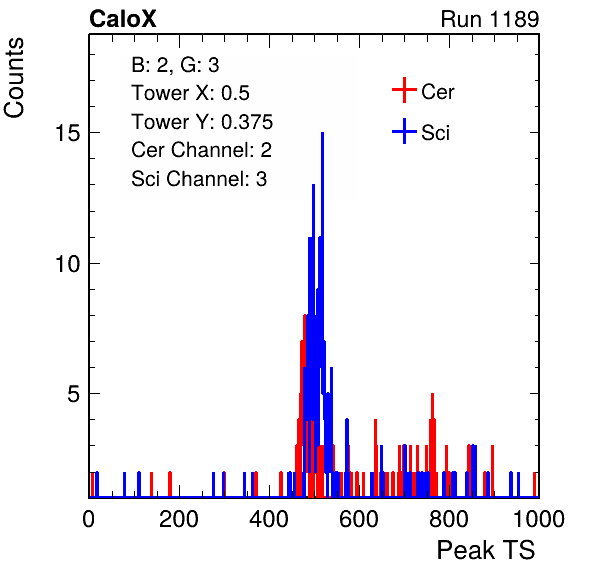 CaloX Run 1189
Counts
B: 2, G: 3
Tower X: 0.5
Tower Y: 0.375
Cer Channel: 2
Sci Channel: 3
Cer
Sci
15
10
5
0 200 400 600 800 1000
Peak TS